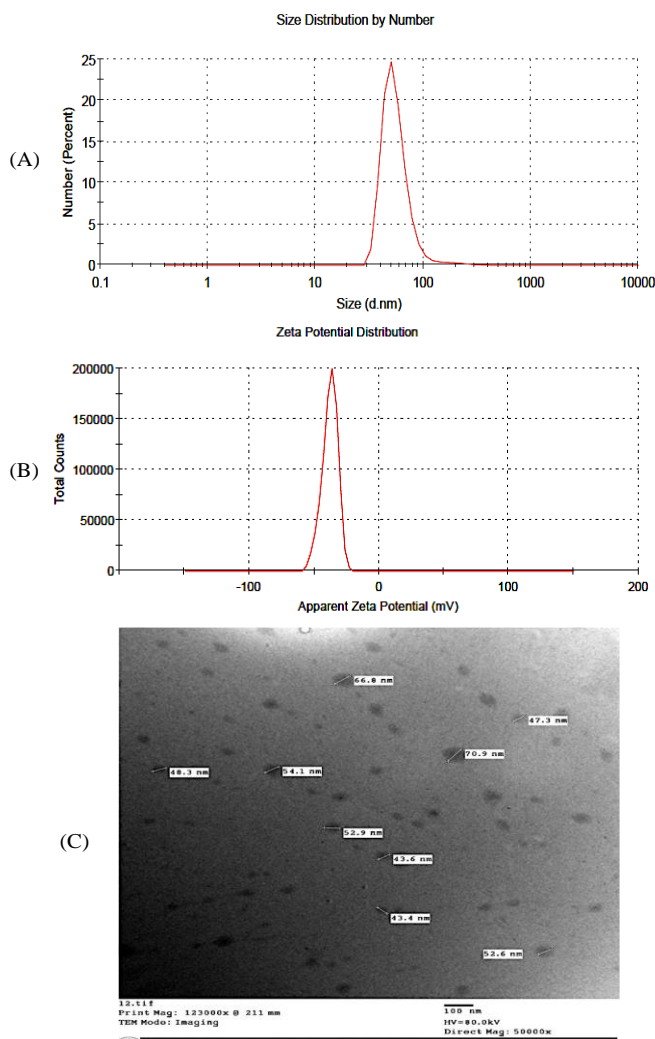 Size Distribution by Number
(A)
Number (Percent)
25
20
15
10
5
0
0.1 1 10 100 1000 10000
Size (d.nm)
Zeta Potential Distribution
(B)
Total Counts
200000
150000
100000
50000
0
-100 0 100 200
Apparent Zeta Potential (mV)
(C)
66.8 nm
47.3 nm
70.9 nm
48.3 nm
54.1 nm
52.9 nm
43.6 nm
43.4 nm
52.6 nm
12.tif
Print Mag: 123000x @ 211 mm
TEM Mode: Imaging
100 nm
HV=80.0kV
Direct Mag: 50000x